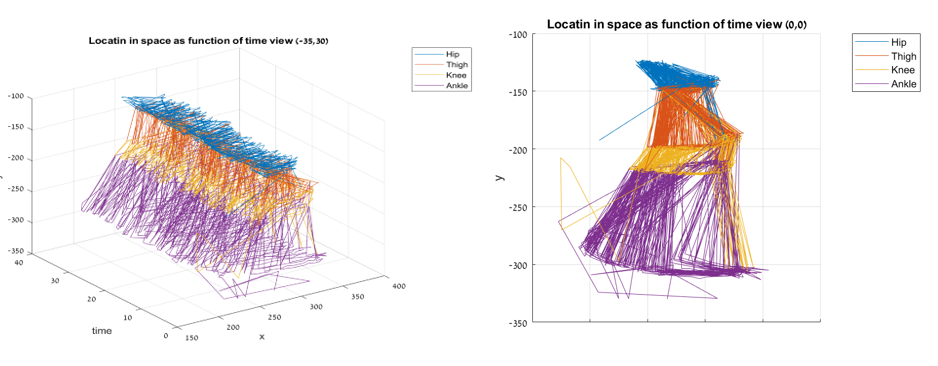 Locatin in space as function of time view (-35,30)
Hip
Thigh
Knee
Ankle
-100
-150
-200
-250
-300
-350
40
30
20
10
0
time
150
200
250
300
350
400
x
Locatin in space as function of time view (0,0)
Hip
Thigh
Knee
Ankle
-100
-150
-200
-250
-300
-350
y